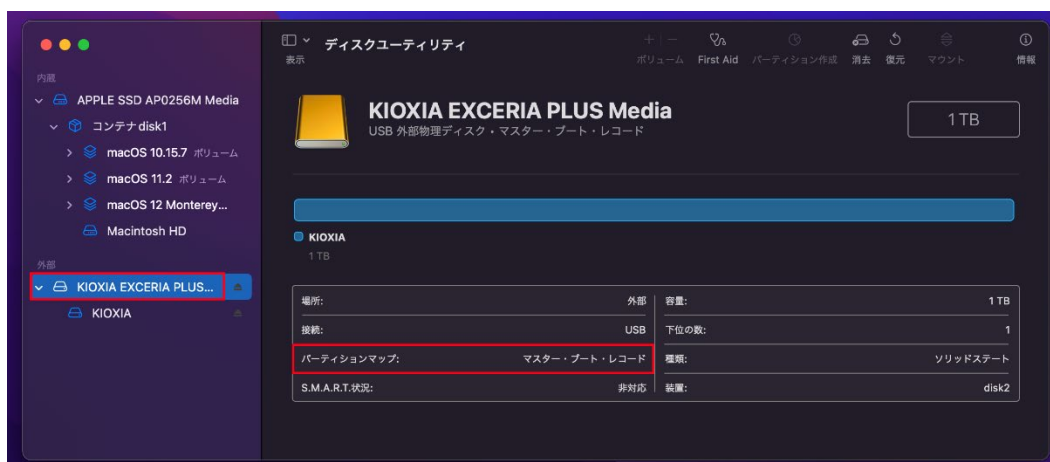 ディスクユーティリティ
表示
ボリューム First Aid パーティション作成 消去 復元 マウント 情報
内蔵
APPLE SSD AP0256M Media
コンテナ disk1
macOS 10.15.7 ボリューム
macOS 11.2 ボリューム
macOS 12 Monterey...
Macintosh HD
外部
KIOXIA EXCERIA PLUS...
KIOXIA
KIOXIA EXCERIA PLUS Media
USB 外部物理ディスク・マスター・ブート・レコード
1 TB
KIOXIA
1 TB
場所: 外部 容量: 1 TB
接続: USB 下位の数: 1
パーティションマップ: マスター・ブート・レコード 種類: ソリッドステート
S.M.A.R.T.状況: 非対応 装置: disk2